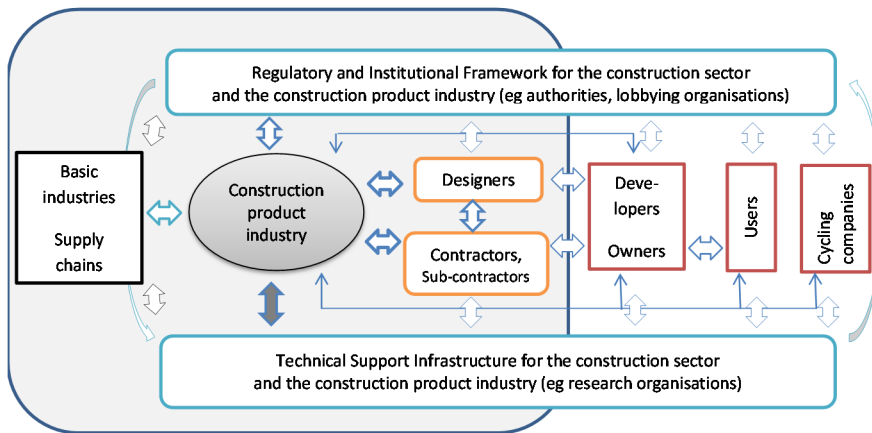 Regulatory and Institutional Framework for the construction sector
and the construction product industry (eg authorities, lobbying organisations)
Basic
industries
Supply
chains
Construction
product
industry
Designers
Contractors,
Sub-contractors
Deve-
lopers
Owners
Users
Cycling
companies
Technical Support Infrastructure for the construction sector
and the construction product industry (eg research organisations)